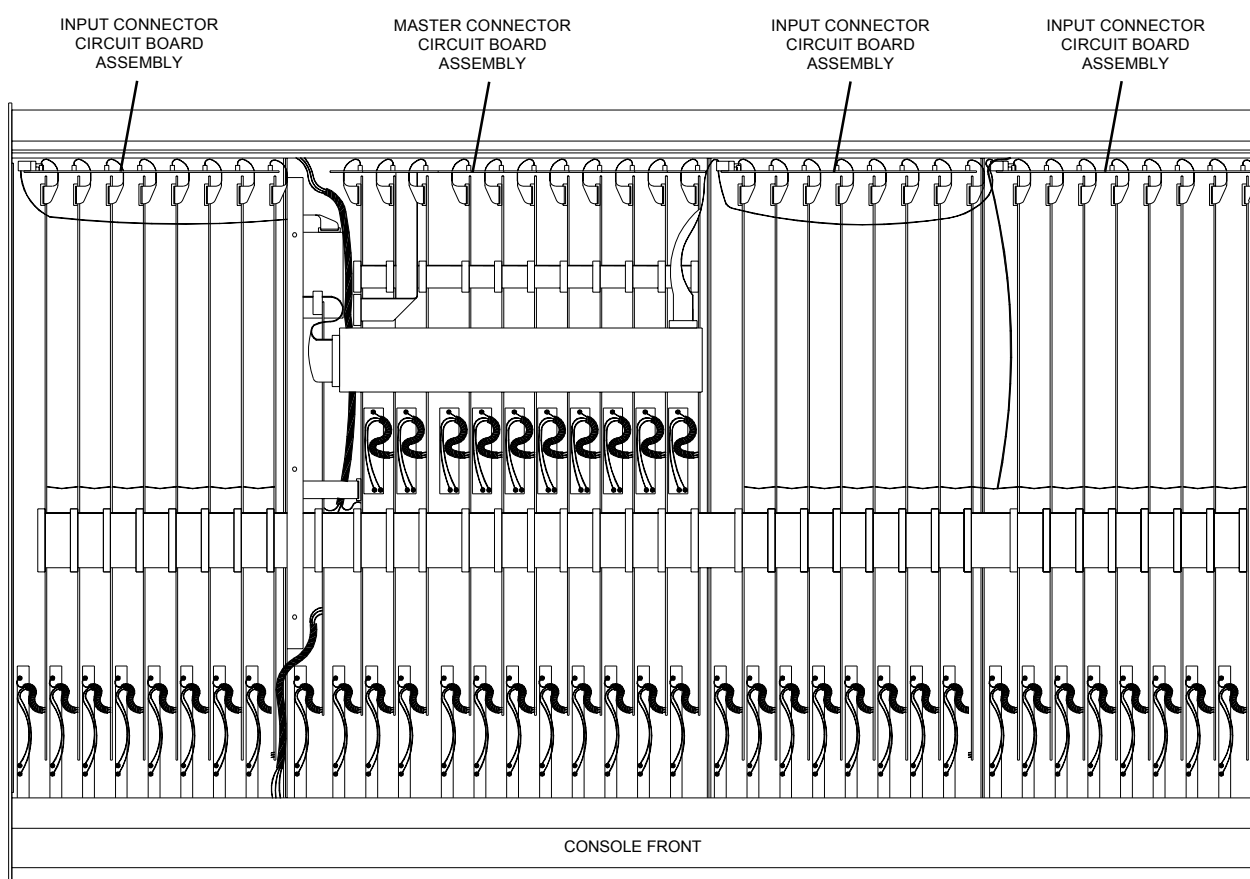 INPUT CONNECTOR
CIRCUIT BOARD
ASSEMBLY
MASTER CONNECTOR
CIRCUIT BOARD
ASSEMBLY
INPUT CONNECTOR
CIRCUIT BOARD
ASSEMBLY
INPUT CONNECTOR
CIRCUIT BOARD
ASSEMBLY
CONSOLE FRONT